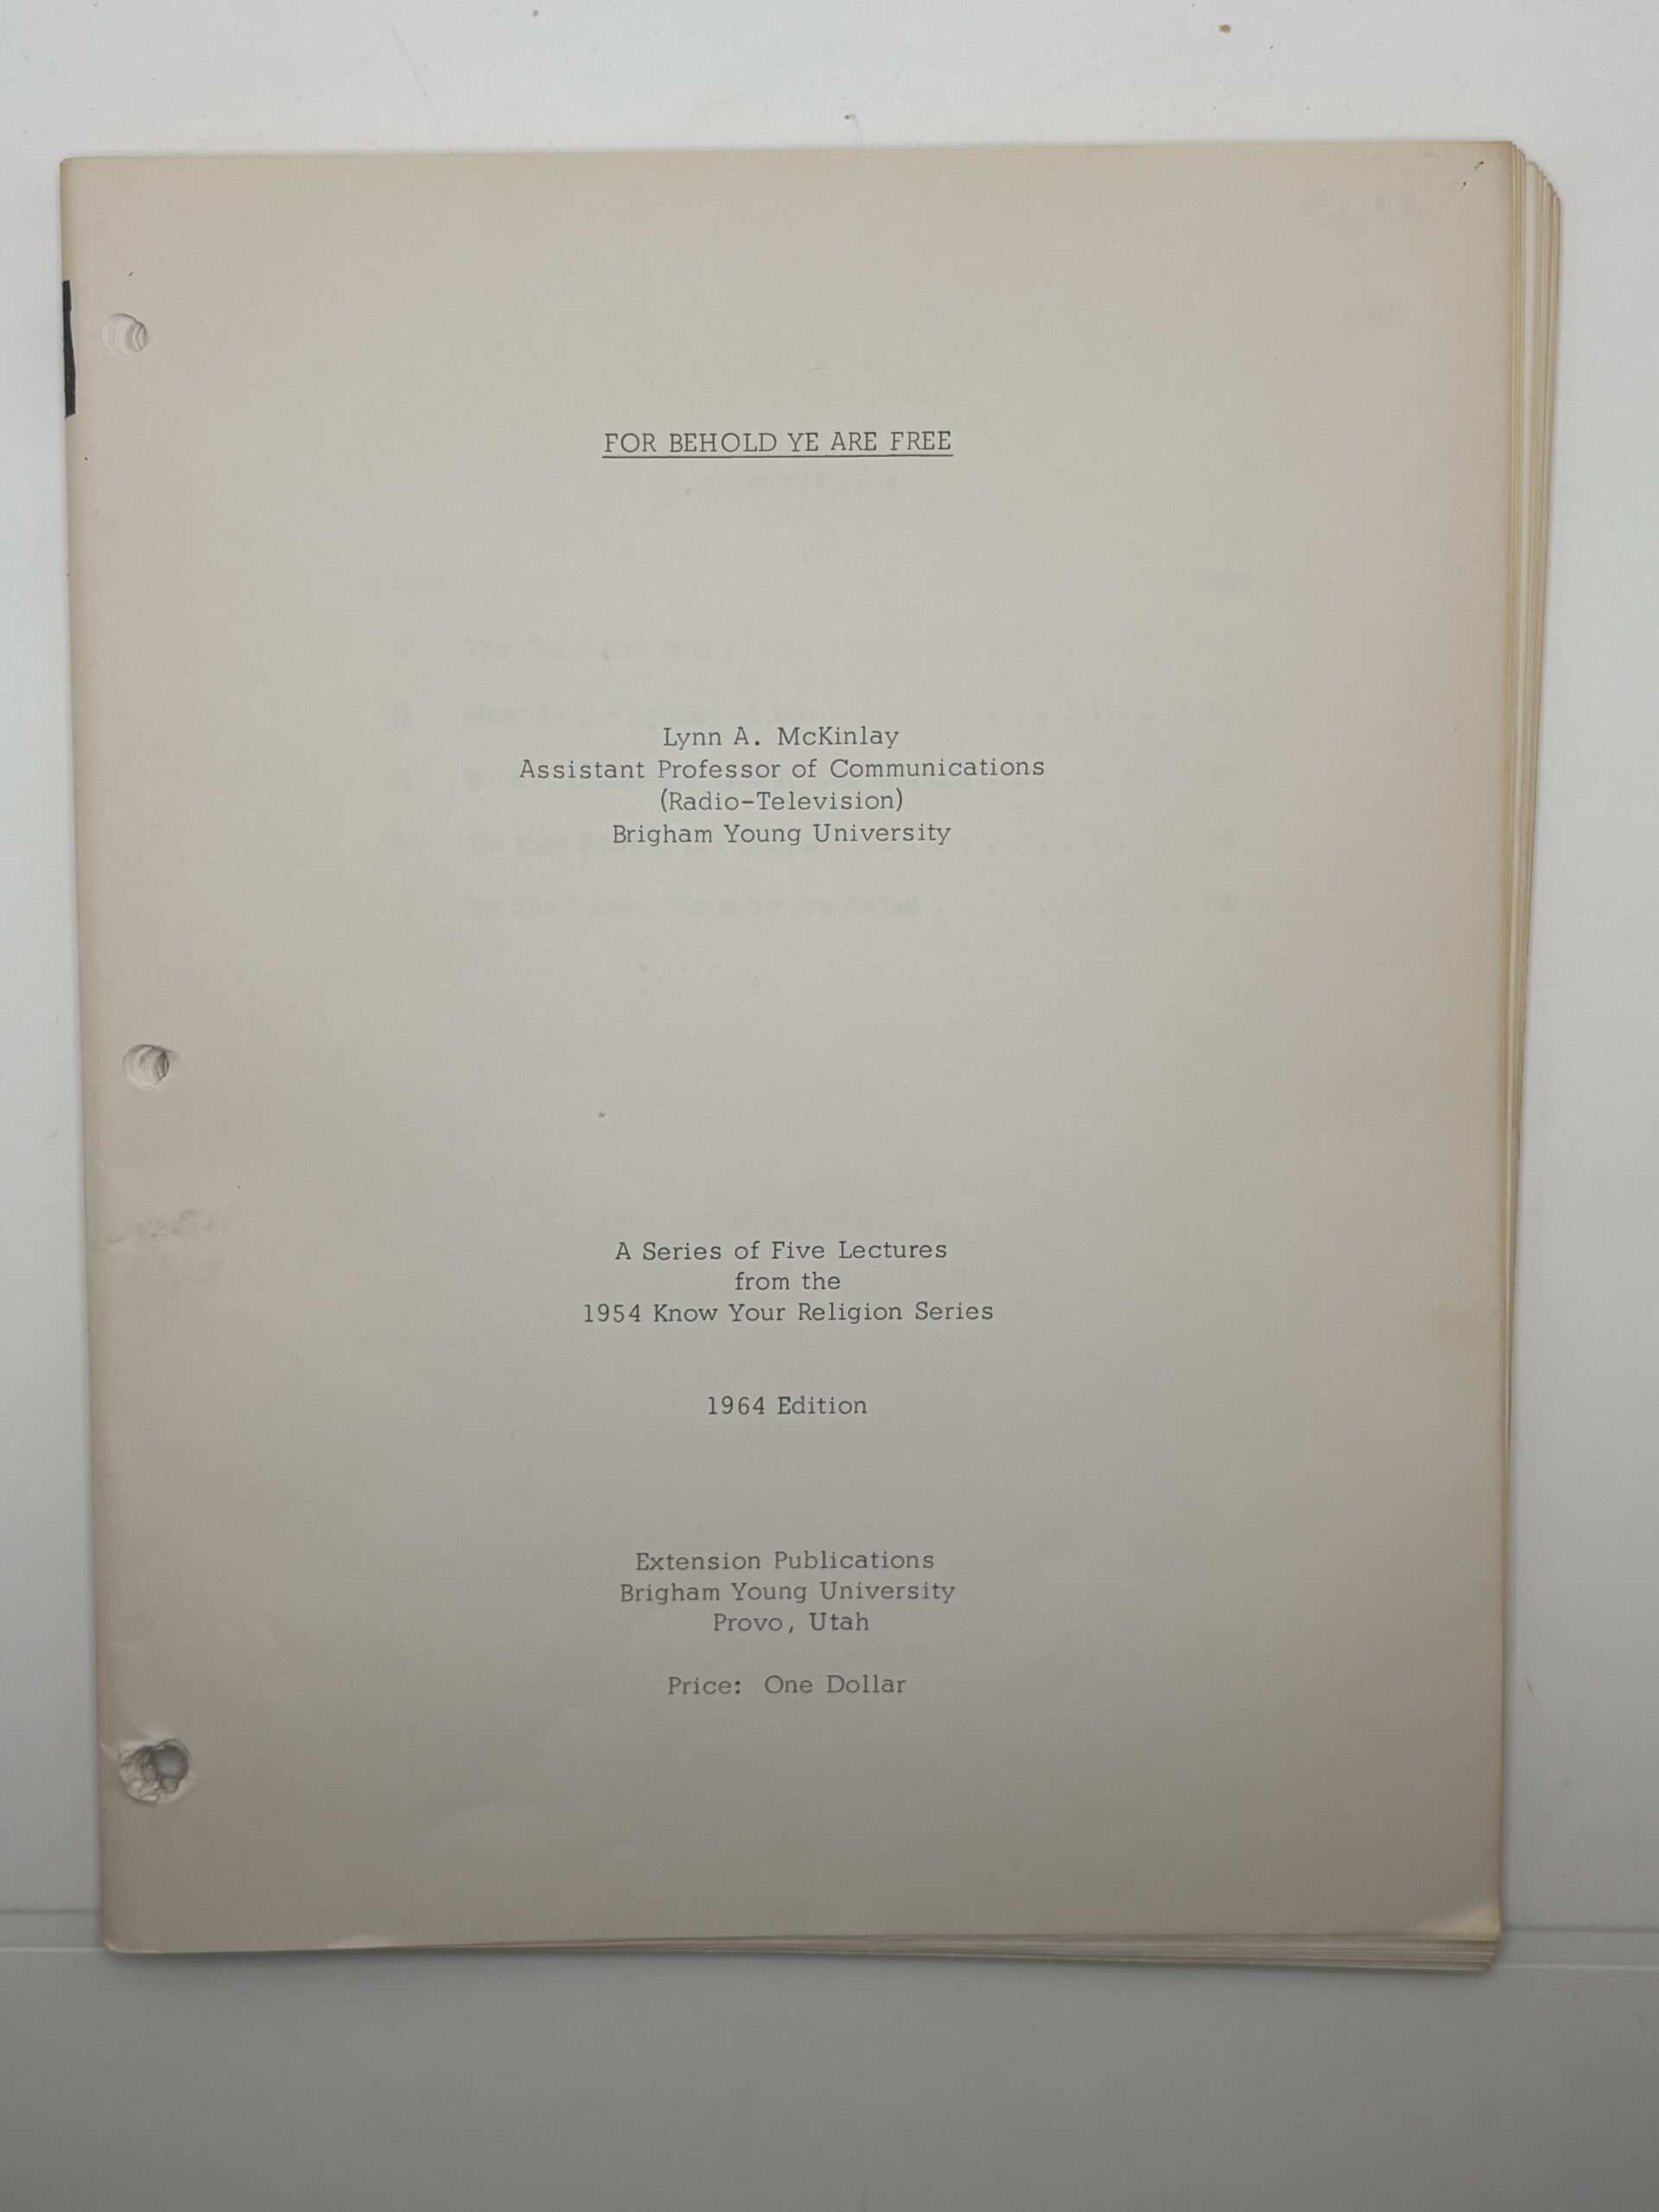 FOR BEHOLD YE ARE FREE
Lynn A. McKinlay
Assistant Professor of Communications
(Radio-Television)
Brigham Young University
A Series of Five Lectures
from the
1954 Know Your Religion Series
1964 Edition
Extension Publications
Brigham Young University
Provo, Utah
Price: One Dollar